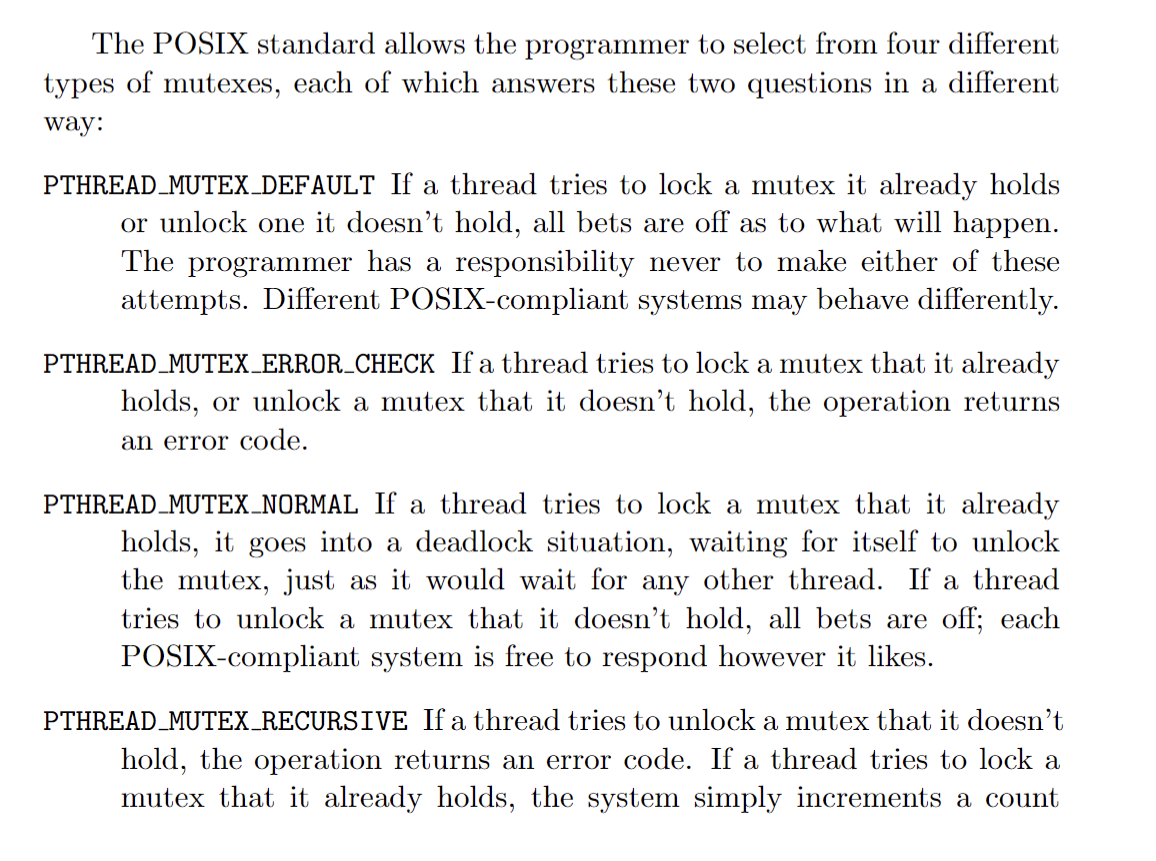 The POSIX standard allows the programmer to select from four different
types of mutexes, each of which answers these two questions in a different
way:
PTHREAD_MUTEX_DEFAULT If a thread tries to lock a mutex it already holds
or unlock one it doesn't hold, all bets are off as to what will happen.
The programmer has a responsibility never to make either of these
attempts. Different POSIX-compliant systems may behave differently.
PTHREAD_MUTEX_ERROR_CHECK If a thread tries to lock a mutex that it already
holds, or unlock a mutex that it doesn't hold, the operation returns
an error code.
PTHREAD_MUTEX_NORMAL If a thread tries to lock a mutex that it already
holds, it goes into a deadlock situation, waiting for itself to unlock
the mutex, just as it would wait for any other thread. If a thread
tries to unlock a mutex that it doesn't hold, all bets are off; each
POSIX-compliant system is free to respond however it likes.
PTHREAD_MUTEX_RECURSIVE If a thread tries to unlock a mutex that it doesn't
hold, the operation returns an error code. If a thread tries to lock a
mutex that it already holds, the system simply increments a count